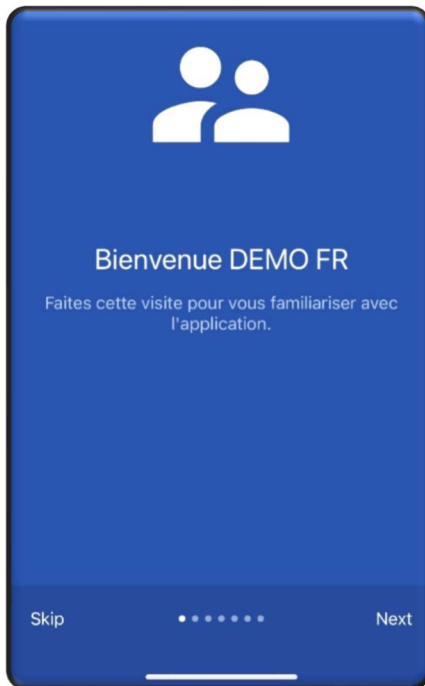 Bienvenue DEMO FR
Faites cette visite pour vous familiariser avec
l'application.
Skip
Next